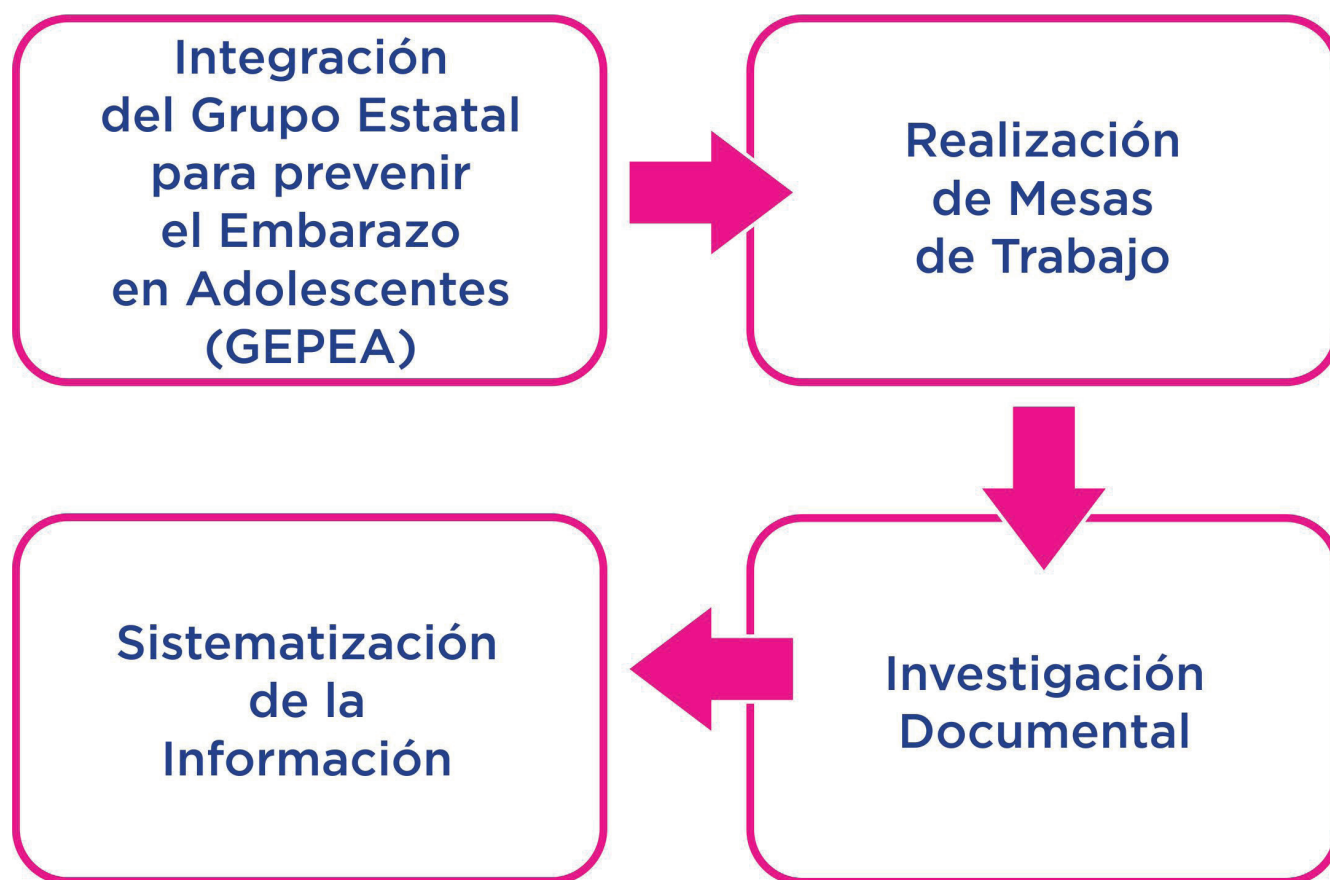 Integración
del Grupo Estatal
para prevenir
el Embarazo
en Adolescentes
(GEPEA)
Realización
de Mesas
de Trabajo
Investigación
Documental
Sistematización
de la
Información